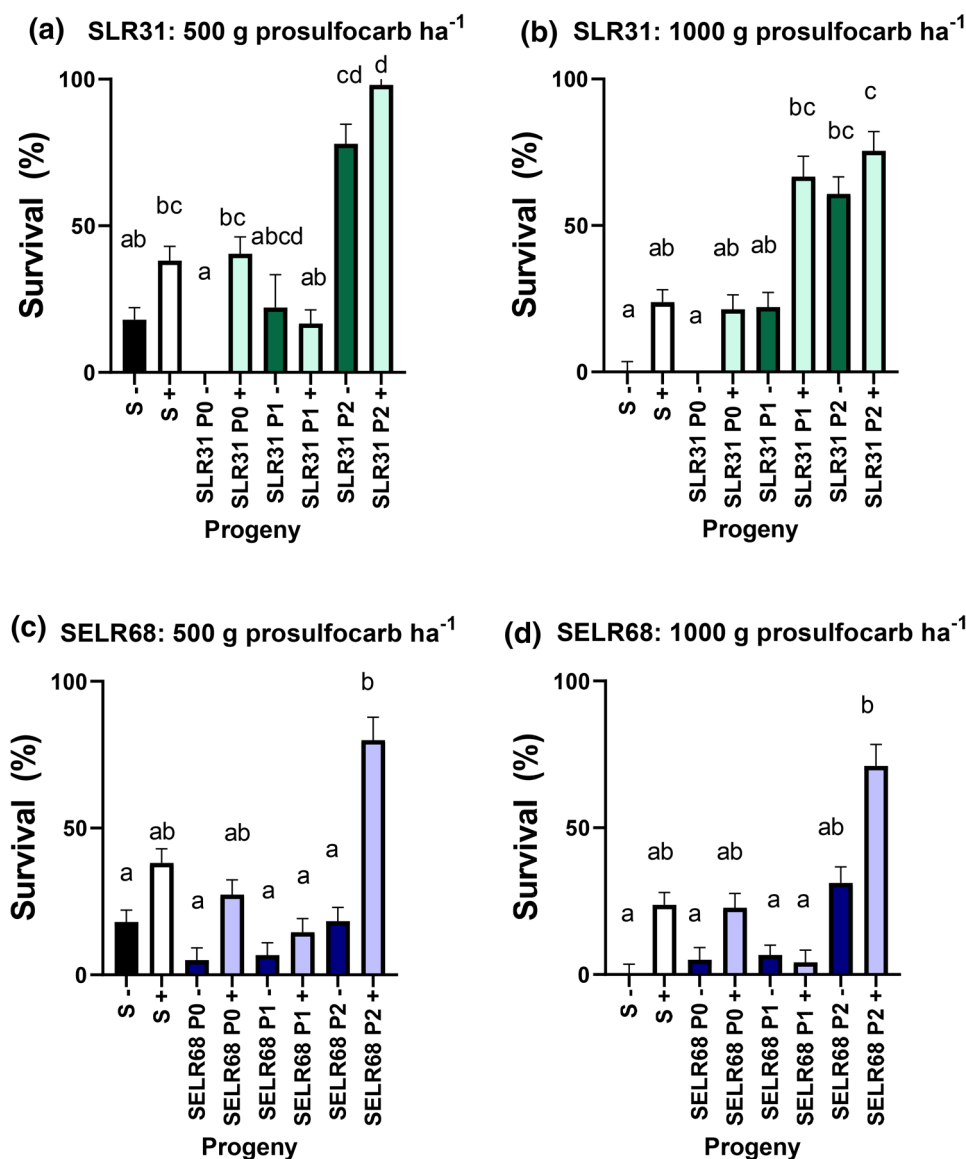 (a) SLR31: 500 g prosulfocarb ha⁻¹
Survival (%)
100
50
0
ab
bc
a
bc
abcd
ab
cd
d
S -
S +
SLR31 P0 -
SLR31 P0 +
SLR31 P1 -
SLR31 P1 +
SLR31 P2 -
SLR31 P2 +
Progeny
(b) SLR31: 1000 g prosulfocarb ha⁻¹
Survival (%)
100
50
0
a
ab
a
ab
ab
bc
bc
c
S -
S +
SLR31 P0 -
SLR31 P0 +
SLR31 P1 -
SLR31 P1 +
SLR31 P2 -
SLR31 P2 +
Progeny
(c) SELR68: 500 g prosulfocarb ha⁻¹
Survival (%)
100
50
0
a
ab
a
ab
a
a
a
b
S -
S +
SELR68 P0 -
SELR68 P0 +
SELR68 P1 -
SELR68 P1 +
SELR68 P2 -
SELR68 P2 +
Progeny
(d) SELR68: 1000 g prosulfocarb ha⁻¹
Survival (%)
100
50
0
a
ab
a
ab
a
a
ab
b
S -
S +
SELR68 P0 -
SELR68 P0 +
SELR68 P1 -
SELR68 P1 +
SELR68 P2 -
SELR68 P2 +
Progeny